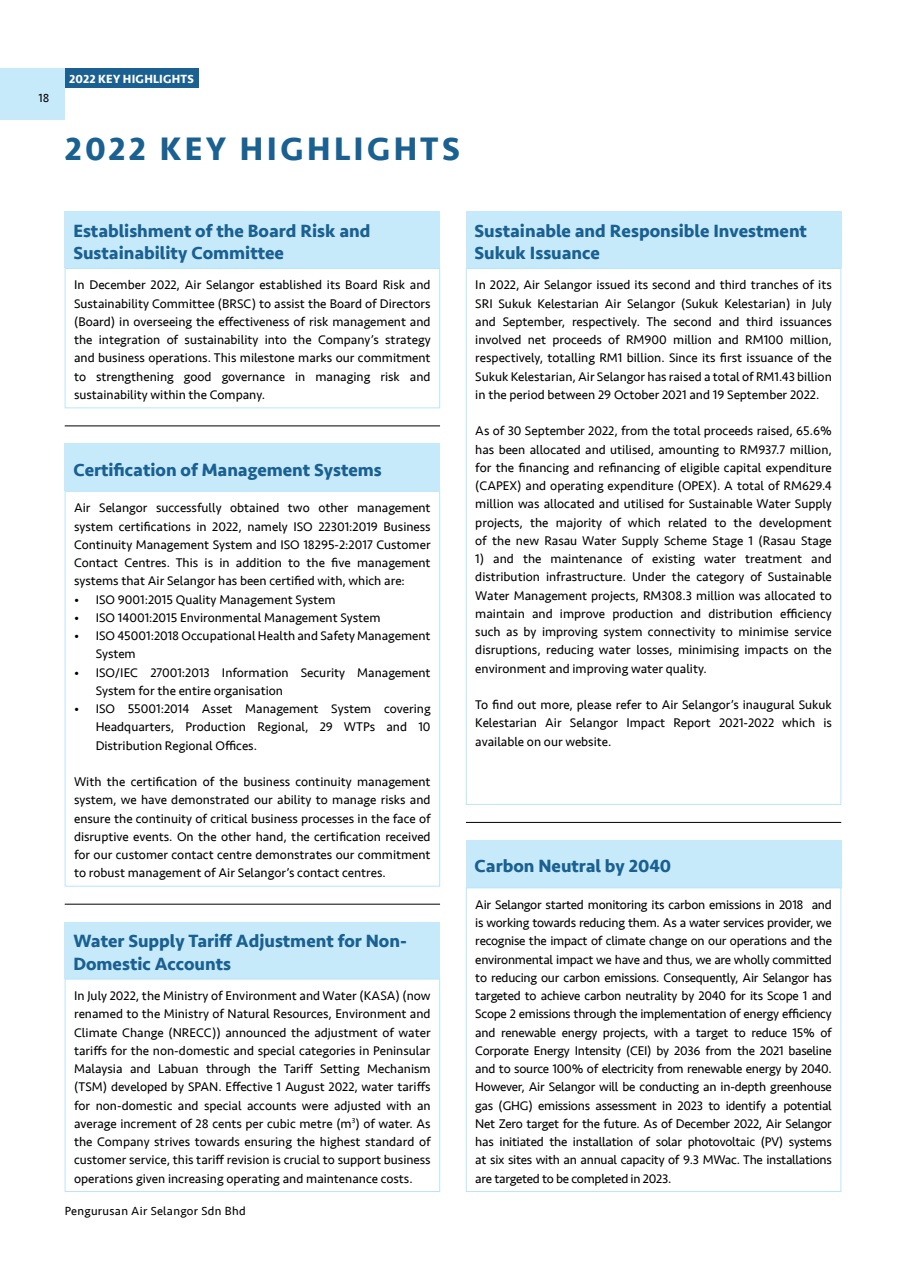 2022 KEY HIGHLIGHTS
18
2022 KEY HIGHLIGHTS
Establishment of the Board Risk and
Sustainability Committee
In December 2022, Air Selangor established its Board Risk and
Sustainability Committee (BRSC) to assist the Board of Directors
(Board) in overseeing the effectiveness of risk management and
the integration of sustainability into the Company's strategy
and business operations. This milestone marks our commitment
to strengthening good governance in managing risk and
sustainability within the Company.
Certification of Management Systems
Air Selangor successfully obtained two other management
system certifications in 2022, namely ISO 22301:2019 Business
Continuity Management System and ISO 18295-2:2017 Customer
Contact Centres. This is in addition to the five management
systems that Air Selangor has been certified with, which are:
• ISO 9001:2015 Quality Management System
• ISO 14001:2015 Environmental Management System
• ISO 45001:2018 Occupational Health and Safety Management
System
• ISO/IEC 27001:2013 Information Security Management
System for the entire organisation
• ISO 55001:2014 Asset Management System covering
Headquarters, Production Regional, 29 WTPs and 10
Distribution Regional Offices.
With the certification of the business continuity management
system, we have demonstrated our ability to manage risks and
ensure the continuity of critical business processes in the face of
disruptive events. On the other hand, the certification received
for our customer contact centre demonstrates our commitment
to robust management of Air Selangor's contact centres.
Water Supply Tariff Adjustment for Non-
Domestic Accounts
In July 2022, the Ministry of Environment and Water (KASA) (now
renamed to the Ministry of Natural Resources, Environment and
Climate Change (NRECC)) announced the adjustment of water
tariffs for the non-domestic and special categories in Peninsular
Malaysia and Labuan through the Tariff Setting Mechanism
(TSM) developed by SPAN. Effective 1 August 2022, water tariffs
for non-domestic and special accounts were adjusted with an
average increment of 28 cents per cubic metre (m³) of water. As
the Company strives towards ensuring the highest standard of
customer service, this tariff revision is crucial to support business
operations given increasing operating and maintenance costs.
Sustainable and Responsible Investment
Sukuk Issuance
In 2022, Air Selangor issued its second and third tranches of its
SRI Sukuk Kelestarian Air Selangor (Sukuk Kelestarian) in July
and September, respectively. The second and third issuances
involved net proceeds of RM900 million and RM100 million,
respectively, totalling RM1 billion. Since its first issuance of the
Sukuk Kelestarian, Air Selangor has raised a total of RM1.43 billion
in the period between 29 October 2021 and 19 September 2022.
As of 30 September 2022, from the total proceeds raised, 65.6%
has been allocated and utilised, amounting to RM937.7 million,
for the financing and refinancing of eligible capital expenditure
(CAPEX) and operating expenditure (OPEX). A total of RM629.4
million was allocated and utilised for Sustainable Water Supply
projects, the majority of which related to the development
of the new Rasau Water Supply Scheme Stage 1 (Rasau Stage
1) and the maintenance of existing water treatment and
distribution infrastructure. Under the category of Sustainable
Water Management projects, RM308.3 million was allocated to
maintain and improve production and distribution efficiency
such as by improving system connectivity to minimise service
disruptions, reducing water losses, minimising impacts on the
environment and improving water quality.
To find out more, please refer to Air Selangor's inaugural Sukuk
Kelestarian Air Selangor Impact Report 2021-2022 which is
available on our website.
Carbon Neutral by 2040
Air Selangor started monitoring its carbon emissions in 2018 and
is working towards reducing them. As a water services provider, we
recognise the impact of climate change on our operations and the
environmental impact we have and thus, we are wholly committed
to reducing our carbon emissions. Consequently, Air Selangor has
targeted to achieve carbon neutrality by 2040 for its Scope 1 and
Scope 2 emissions through the implementation of energy efficiency
and renewable energy projects, with a target to reduce 15% of
Corporate Energy Intensity (CEI) by 2036 from the 2021 baseline
and to source 100% of electricity from renewable energy by 2040.
However, Air Selangor will be conducting an in-depth greenhouse
gas (GHG) emissions assessment in 2023 to identify a potential
Net Zero target for the future. As of December 2022, Air Selangor
has initiated the installation of solar photovoltaic (PV) systems
at six sites with an annual capacity of 9.3 MWac. The installations
are targeted to be completed in 2023.
Pengurusan Air Selangor Sdn Bhd